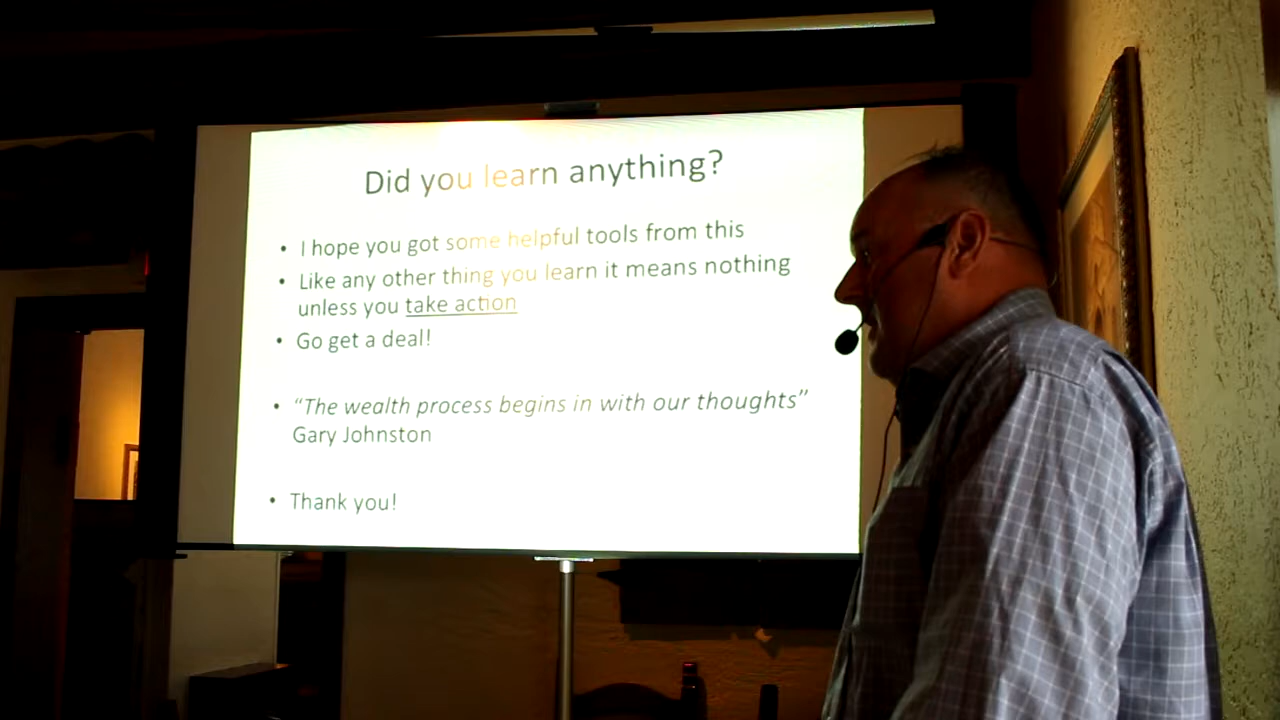 Did you learn anything?
• I hope you got some helpful tools from this
• Like any other thing you learn it means nothing
unless you take action
• Go get a deal!
• “The wealth process begins in with our thoughts”
Gary Johnston
• Thank you!